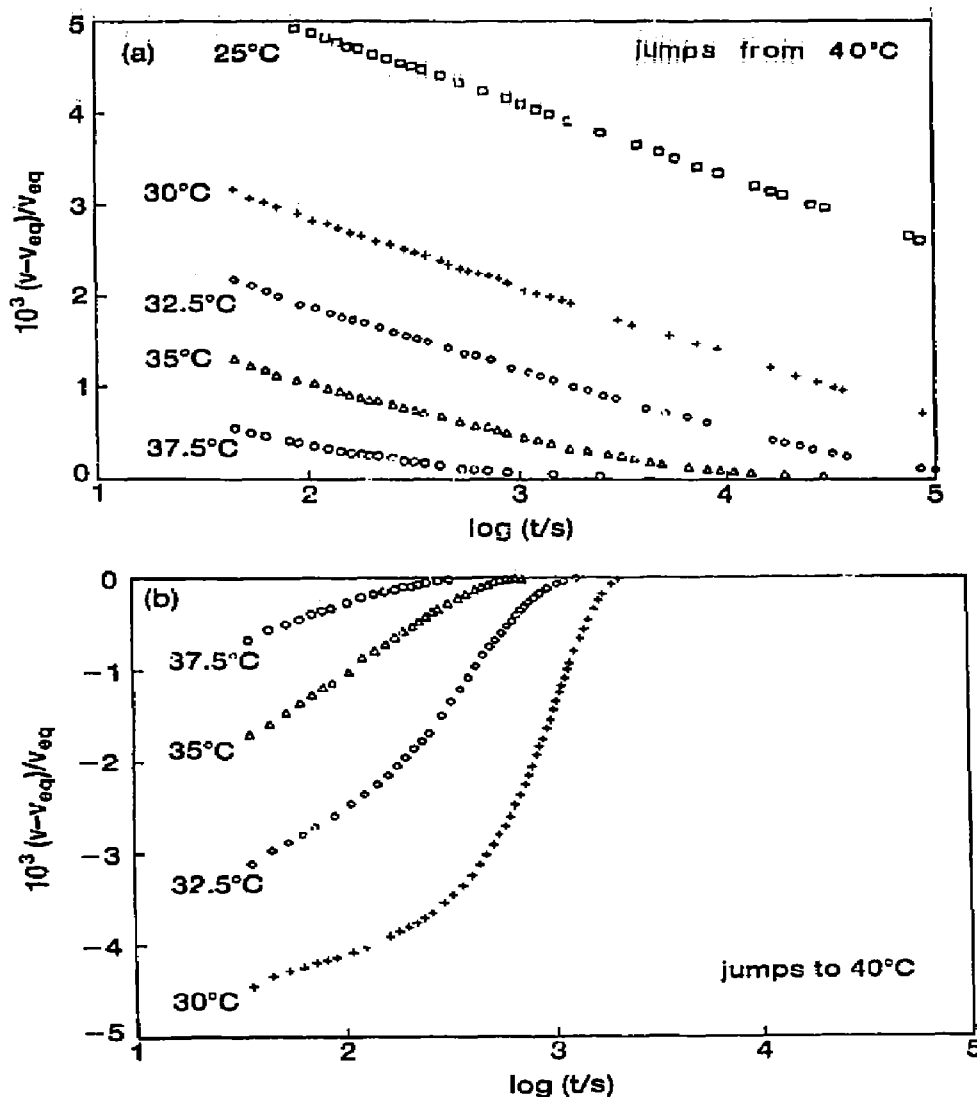 5
(a)
25°C
jumps from 40°C
4
3
30°C
2
32.5°C
35°C
1
37.5°C
0
1
2
3
4
5
10³ (v−v_eq)/v_eq
log (t/s)
0
(b)
37.5°C
−1
35°C
−2
32.5°C
−3
−4
30°C
jumps to 40°C
−5
1
2
3
4
5
10³ (v−v_eq)/v_eq
log (t/s)